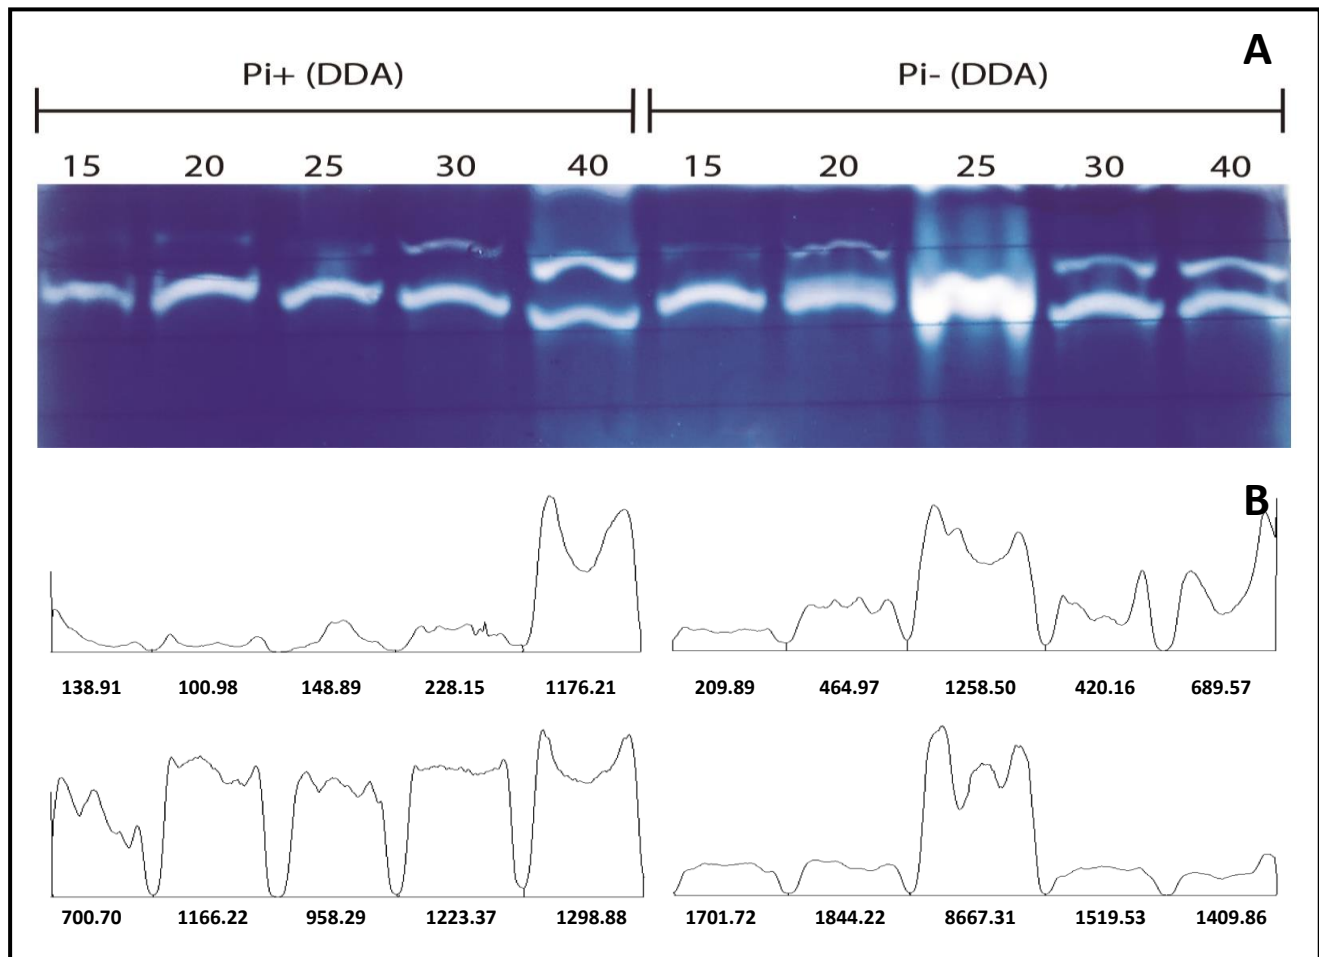 A
Pi+ (DDA) Pi- (DDA)
15 20 25 30 40 15 20 25 30 40
B
138.91 100.98 148.89 228.15 1176.21 209.89 464.97 1258.50 420.16 689.57
700.70 1166.22 958.29 1223.37 1298.88 1701.72 1844.22 8667.31 1519.53 1409.86